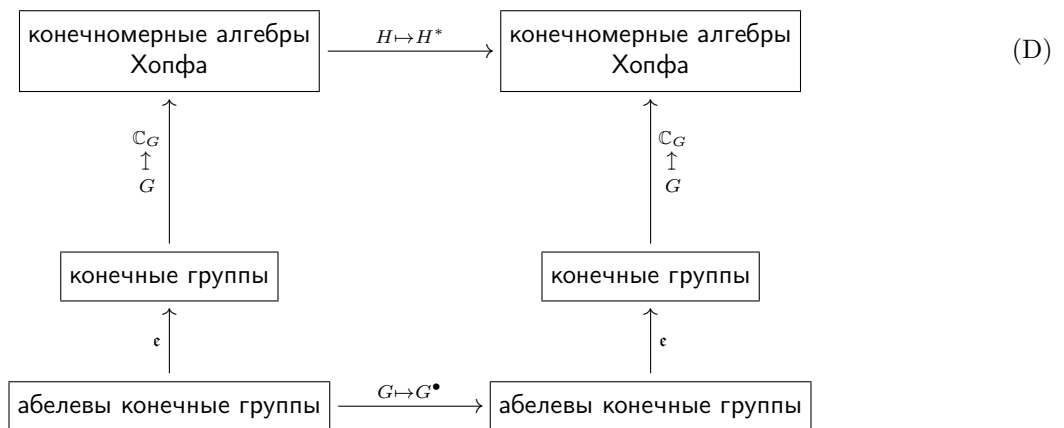 конечномерные алгебры
Хопфа
H↦H*
конечномерные алгебры
Хопфа
(D)
ℂ_G
↥
G
ℂ_G
↥
G
конечные группы
конечные группы
𝔢
𝔢
абелевы конечные группы
G↦G^•
абелевы конечные группы